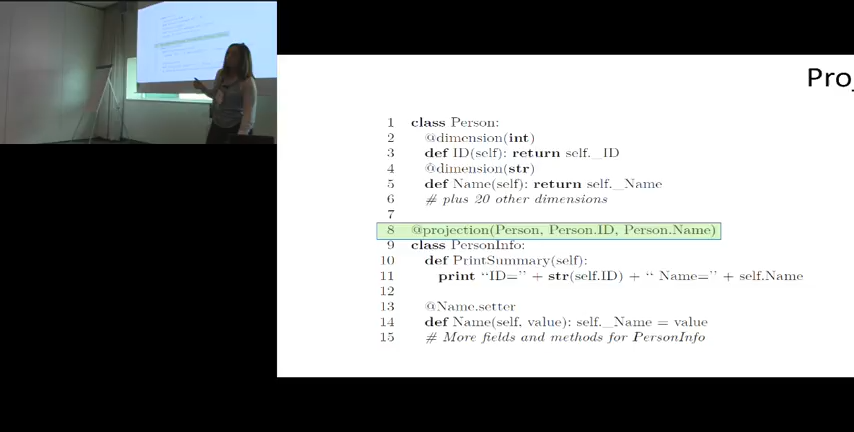 Pro
1 class Person:
2 @dimension(int)
3 def ID(self): return self._ID
4 @dimension(str)
5 def Name(self): return self._Name
6 # plus 20 other dimensions
7
8 @projection(Person, Person.ID, Person.Name)
9 class PersonInfo:
10 def PrintSummary(self):
11 print “ID=” + str(self.ID) + “ Name=” + self.Name
12
13 @Name.setter
14 def Name(self, value): self._Name = value
15 # More fields and methods for PersonInfo